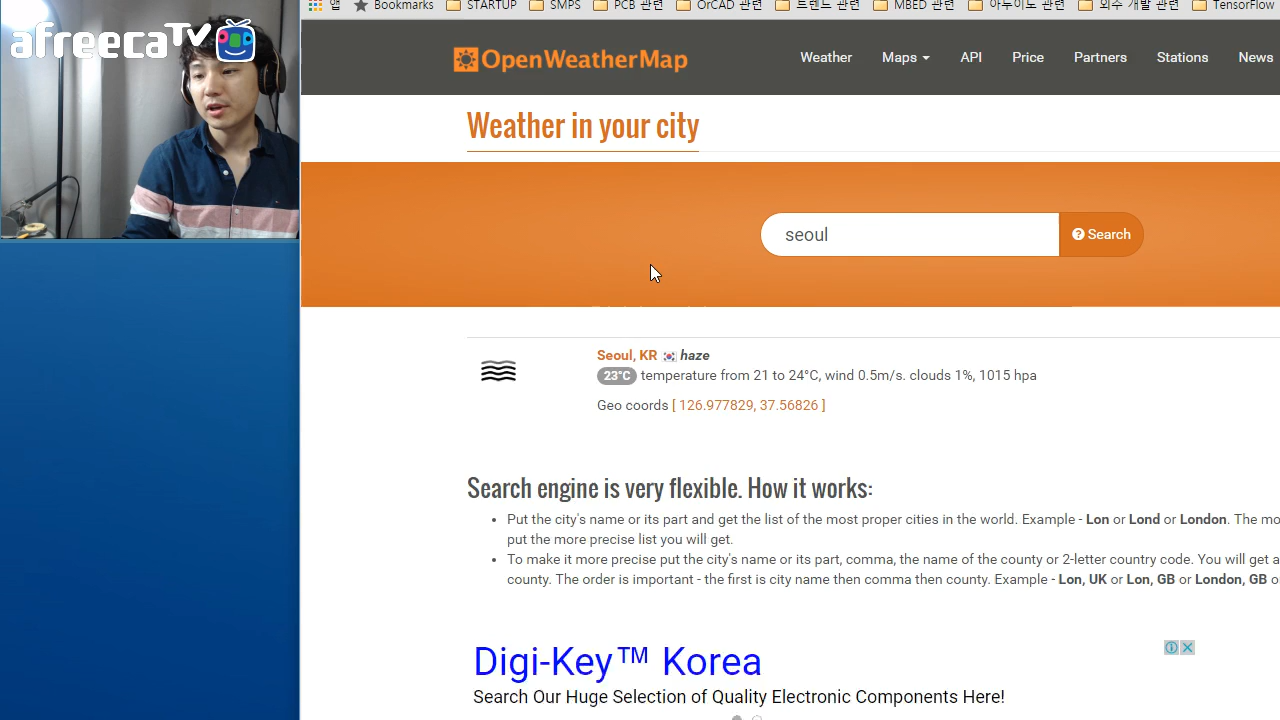 앱 Bookmarks STARTUP SMPS PCB 관련 OrCAD 관련 트렌드 관련 MBED 관련 아두이노 관련 외주 개발 관련 TensorFlow
afreecaTV
OpenWeatherMap Weather Maps API Price Partners Stations News
Weather in your city
seoul Search
Seoul, KR haze
23°C temperature from 21 to 24°C, wind 0.5m/s. clouds 1%, 1015 hpa
Geo coords [ 126.977829, 37.56826 ]
Search engine is very flexible. How it works:
• Put the city's name or its part and get the list of the most proper cities in the world. Example - Lon or Lond or London. The mo
put the more precise list you will get.
• To make it more precise put the city's name or its part, comma, the name of the county or 2-letter country code. You will get a
county. The order is important - the first is city name then comma then county. Example - Lon, UK or Lon, GB or London, GB o
Digi-Key™ Korea
Search Our Huge Selection of Quality Electronic Components Here!